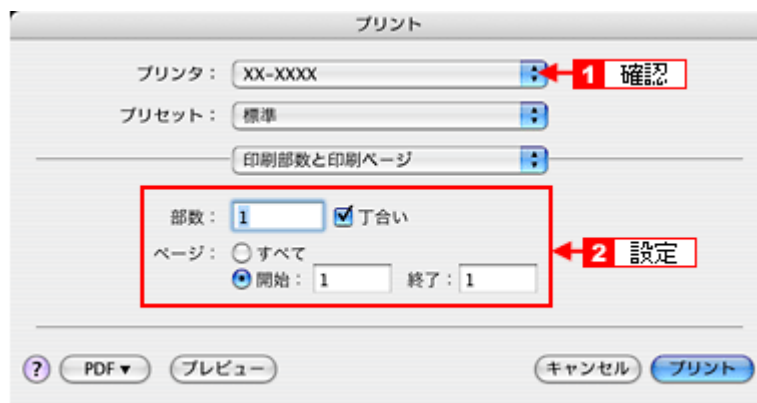 プリント
プリンタ： XX-XXXX 1 確認
プリセット： 標準
印刷部数と印刷ページ
部数： 1 丁合い
ページ： すべて
開始： 1 終了： 1 2 設定
? PDF▼ プレビュー キャンセル プリント